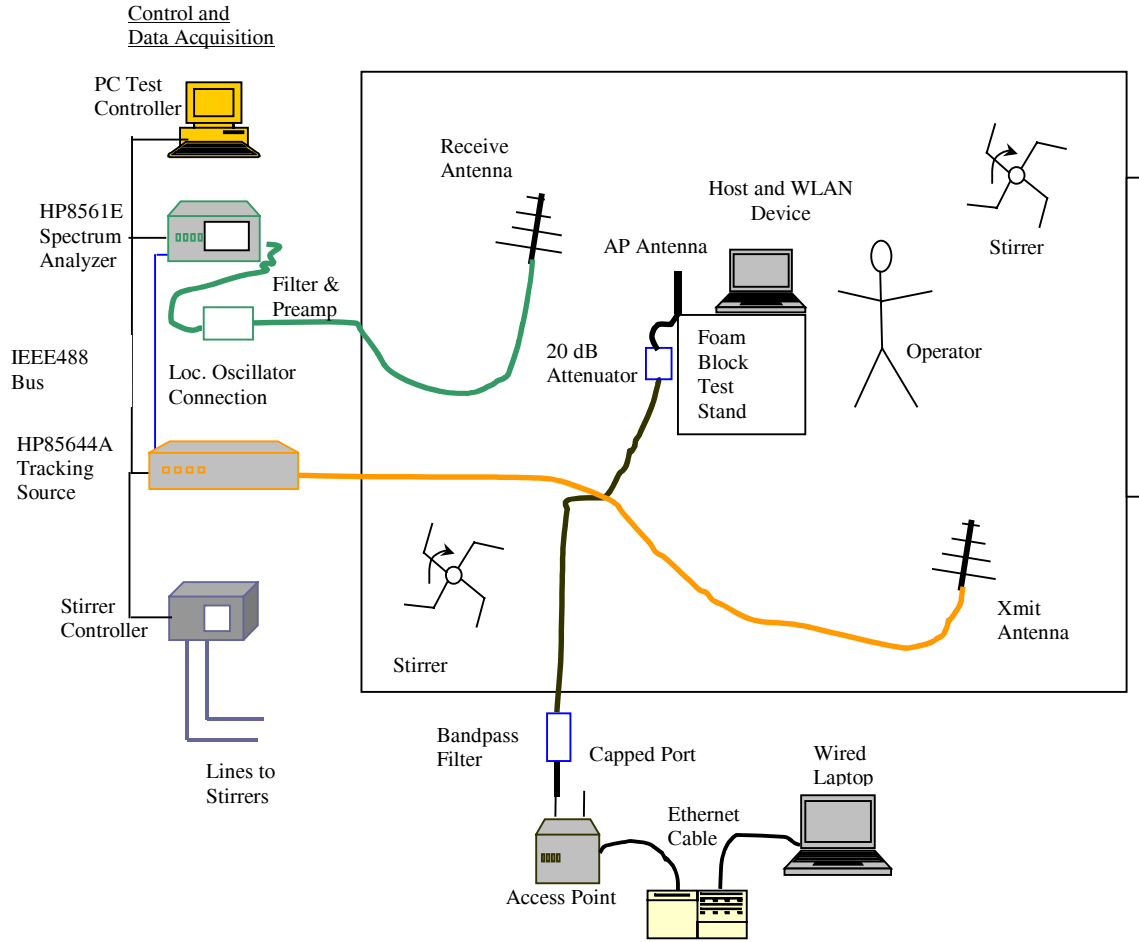 Control and
Data Acquisition
PC Test
Controller
HP8561E
Spectrum
Analyzer
Filter &
Preamp
IEEE488
Bus
Loc. Oscillator
Connection
HP85644A
Tracking
Source
Stirrer
Controller
Lines to
Stirrers
Receive
Antenna
Host and WLAN
Device
AP Antenna
Stirrer
20 dB
Attenuator
Foam
Block
Test
Stand
Operator
Stirrer
Xmit
Antenna
Bandpass
Filter
Capped Port
Wired
Laptop
Ethernet
Cable
Access Point